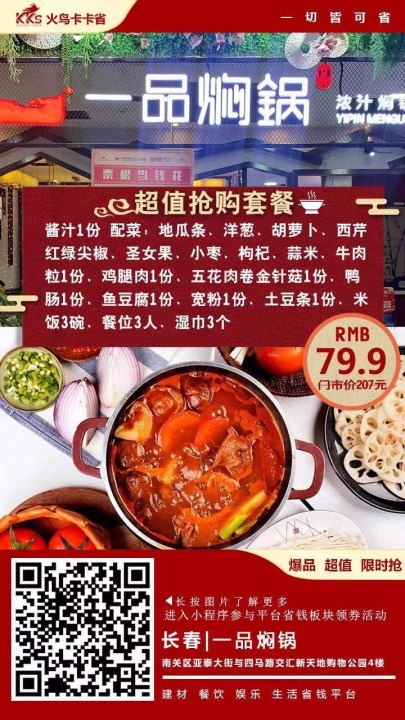 KKS 火鸟卡卡省
一切皆可省
一品焖锅
浓汁焖锅
YIPIN MENGU
票根当钱花
超值抢购套餐
酱汁1份 配菜：地瓜条、洋葱、胡萝卜、西芹
红绿尖椒、圣女果、小枣、枸杞、蒜米、牛肉
粒1份、鸡腿肉1份、五花肉卷金针菇1份、鸭
肠1份、鱼豆腐1份、宽粉1份、土豆条1份、米
饭3碗、餐位3人、湿巾3个
RMB
79.9
门市价207元
爆品 超值 限时抢
◀长按图片了解更多
进入小程序参与平台省钱板块领券活动
长春|一品焖锅
南关区亚泰大街与四马路交汇新天地购物公园4楼
建材 餐饮 娱乐 生活省钱平台